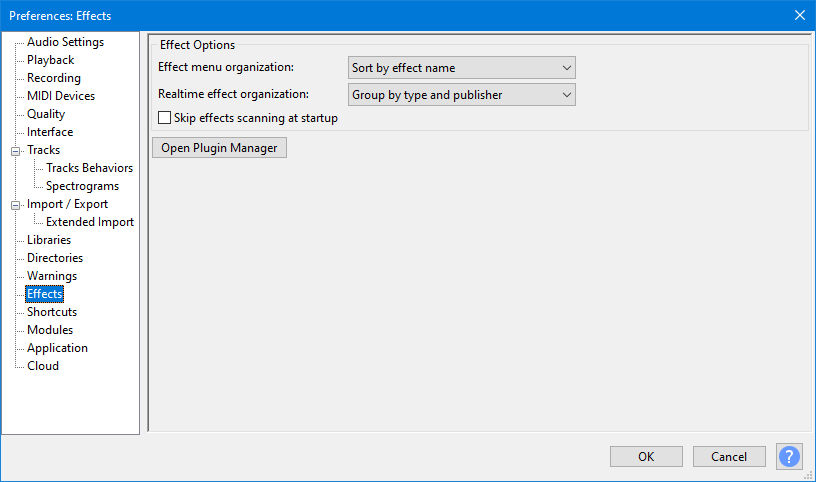 Preferences: Effects
Audio Settings
Playback
Recording
MIDI Devices
Quality
Interface
Tracks
Tracks Behaviors
Spectrograms
Import / Export
Extended Import
Libraries
Directories
Warnings
Effects
Shortcuts
Modules
Application
Cloud
Effect Options
Effect menu organization: Sort by effect name
Realtime effect organization: Group by type and publisher
Skip effects scanning at startup
Open Plugin Manager
OK Cancel ?